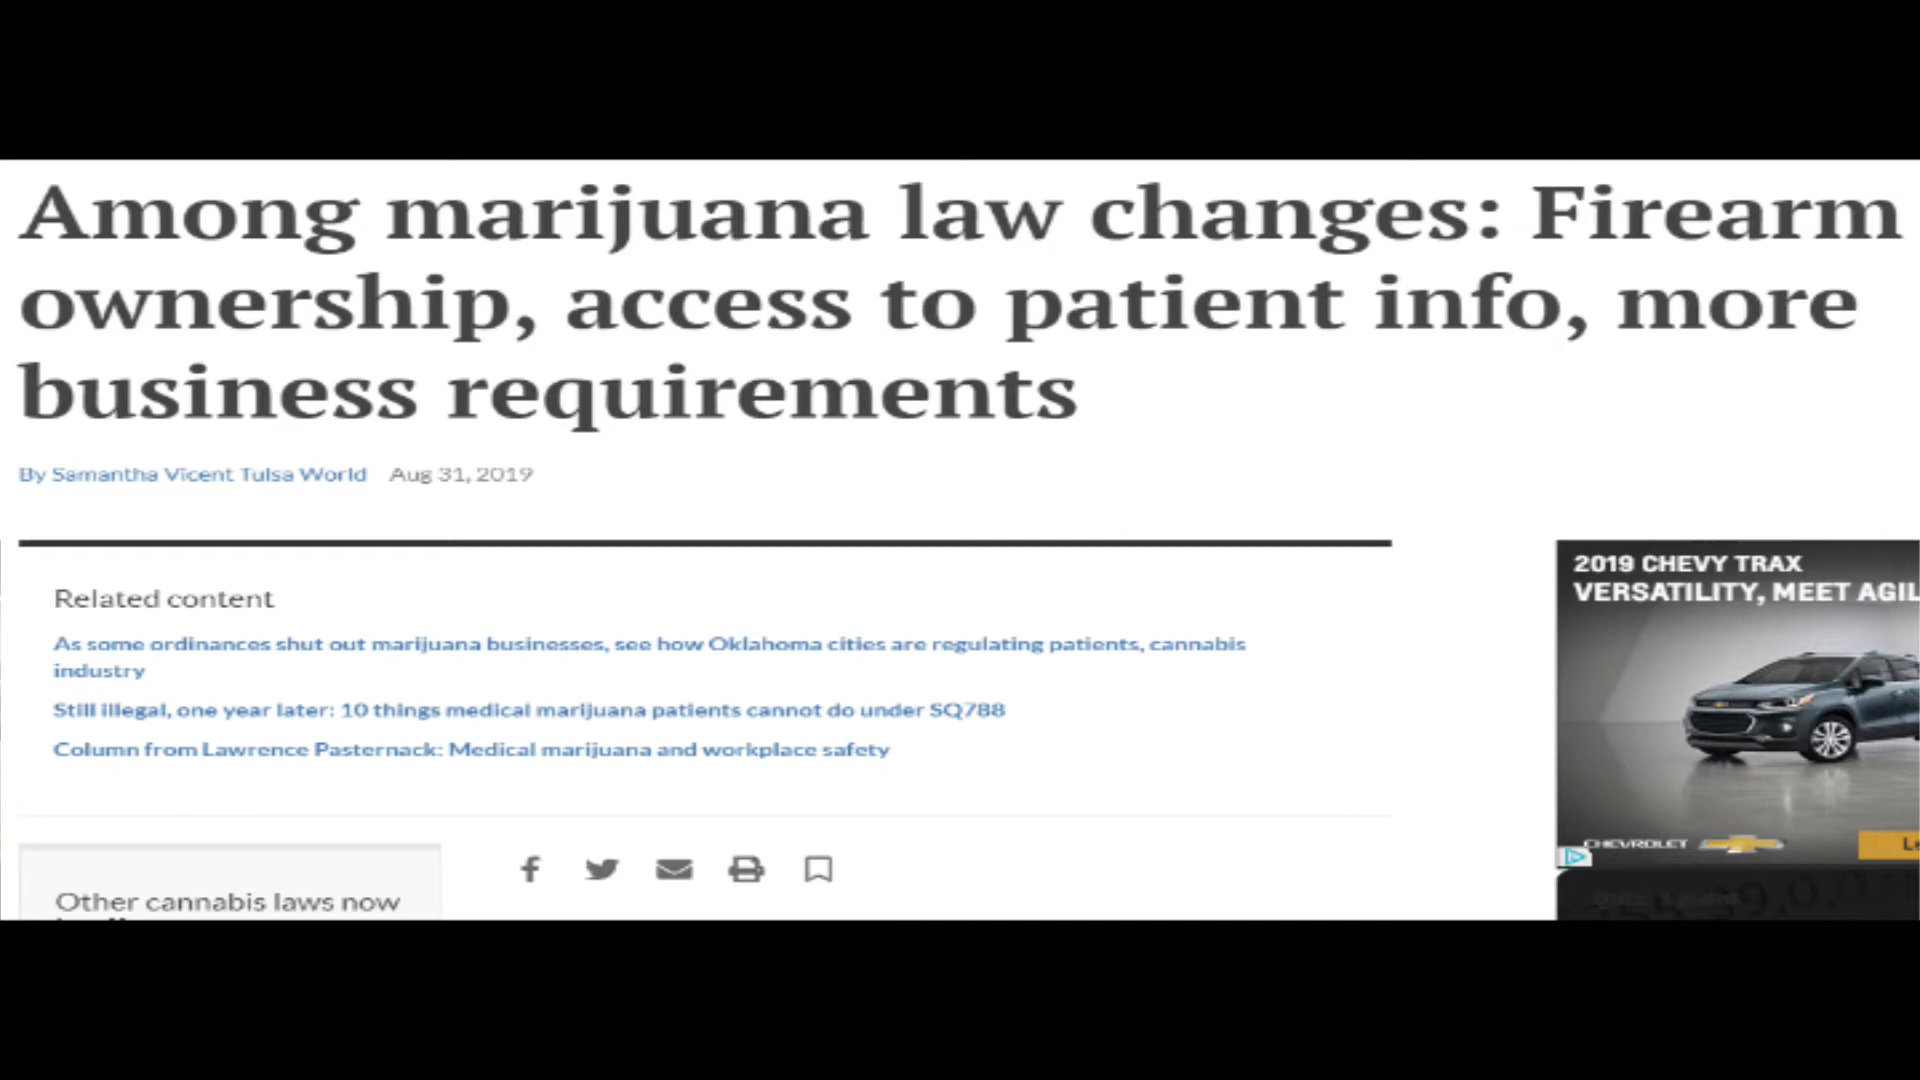 Among marijuana law changes: Firearm
ownership, access to patient info, more
business requirements
By Samantha Vicent Tulsa World Aug 31, 2019
Related content
As some ordinances shut out marijuana businesses, see how Oklahoma cities are regulating patients, cannabis
industry
Still illegal, one year later: 10 things medical marijuana patients cannot do under SQ788
Column from Lawrence Pasternack: Medical marijuana and workplace safety
Other cannabis laws now
2019 CHEVY TRAX
VERSATILITY, MEET AGIL
CHEVROLET